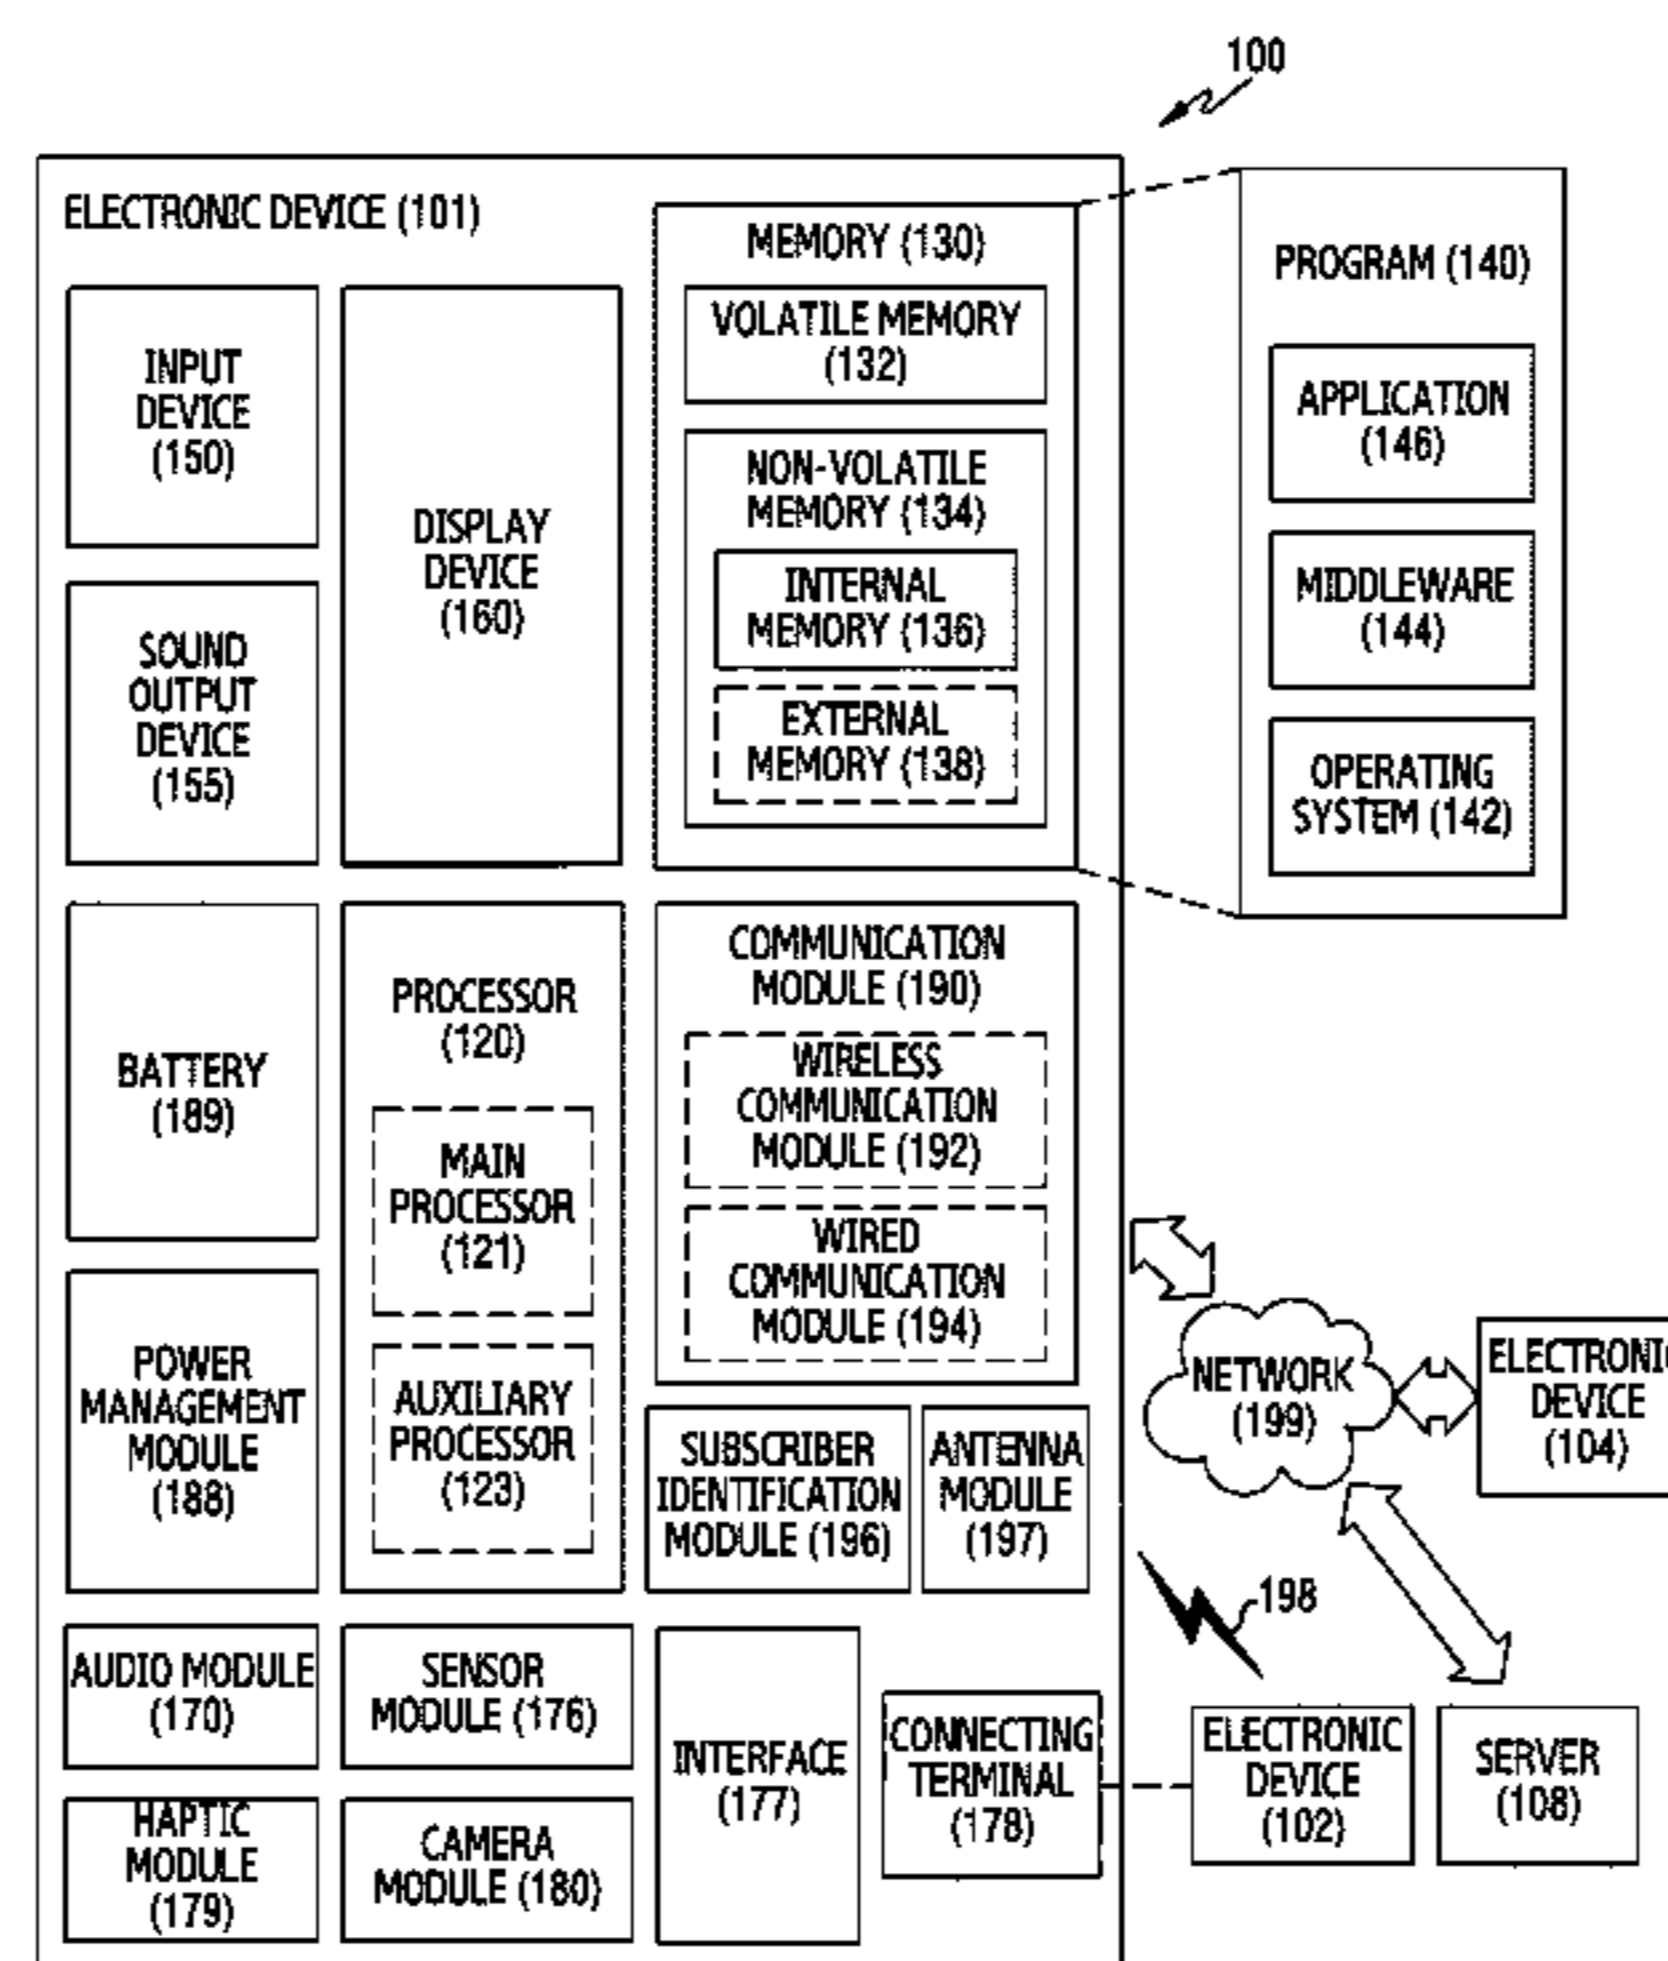 100
ELECTRONIC DEVICE (101)
INPUT
DEVICE
(150)
SOUND
OUTPUT
DEVICE
(155)
DISPLAY
DEVICE
(160)
MEMORY (130)
VOLATILE MEMORY
(132)
NON-VOLATILE
MEMORY (134)
INTERNAL
MEMORY (136)
EXTERNAL
MEMORY (138)
PROGRAM (140)
APPLICATION
(146)
MIDDLEWARE
(144)
OPERATING
SYSTEM (142)
BATTERY
(189)
POWER
MANAGEMENT
MODULE
(188)
PROCESSOR
(120)
MAIN
PROCESSOR
(121)
AUXILIARY
PROCESSOR
(123)
COMMUNICATION
MODULE (190)
WIRELESS
COMMUNICATION
MODULE (192)
WIRED
COMMUNICATION
MODULE (194)
SUBSCRIBER
IDENTIFICATION
MODULE (196)
ANTENNA
MODULE
(197)
NETWORK
(199)
ELECTRONIC
DEVICE
(104)
198
AUDIO MODULE
(170)
SENSOR
MODULE (176)
HAPTIC
MODULE
(179)
CAMERA
MODULE (180)
INTERFACE
(177)
CONNECTING
TERMINAL
(178)
ELECTRONIC
DEVICE
(102)
SERVER
(108)